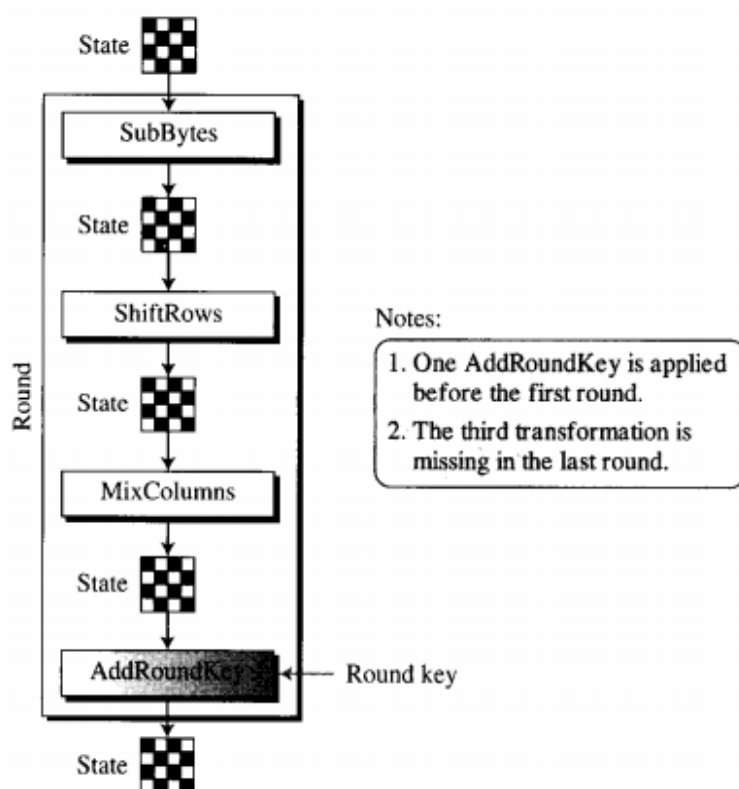 State
SubBytes
State
ShiftRows
State
MixColumns
State
AddRoundKey
Round key
State
Round
Notes:
1. One AddRoundKey is applied
before the first round.
2. The third transformation is
missing in the last round.